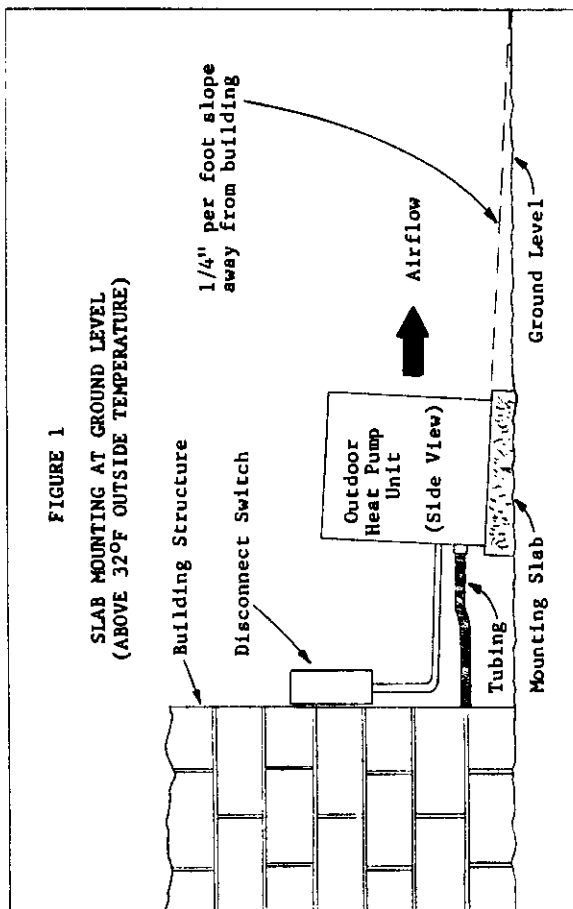 FIGURE 1
SLAB MOUNTING AT GROUND LEVEL
(ABOVE 32°F OUTSIDE TEMPERATURE)
Building Structure
Disconnect Switch
1/4" per foot slope
away from building
Airflow
Outdoor
Heat Pump
Unit
(Side View)
Tubing
Mounting Slab
Ground Level